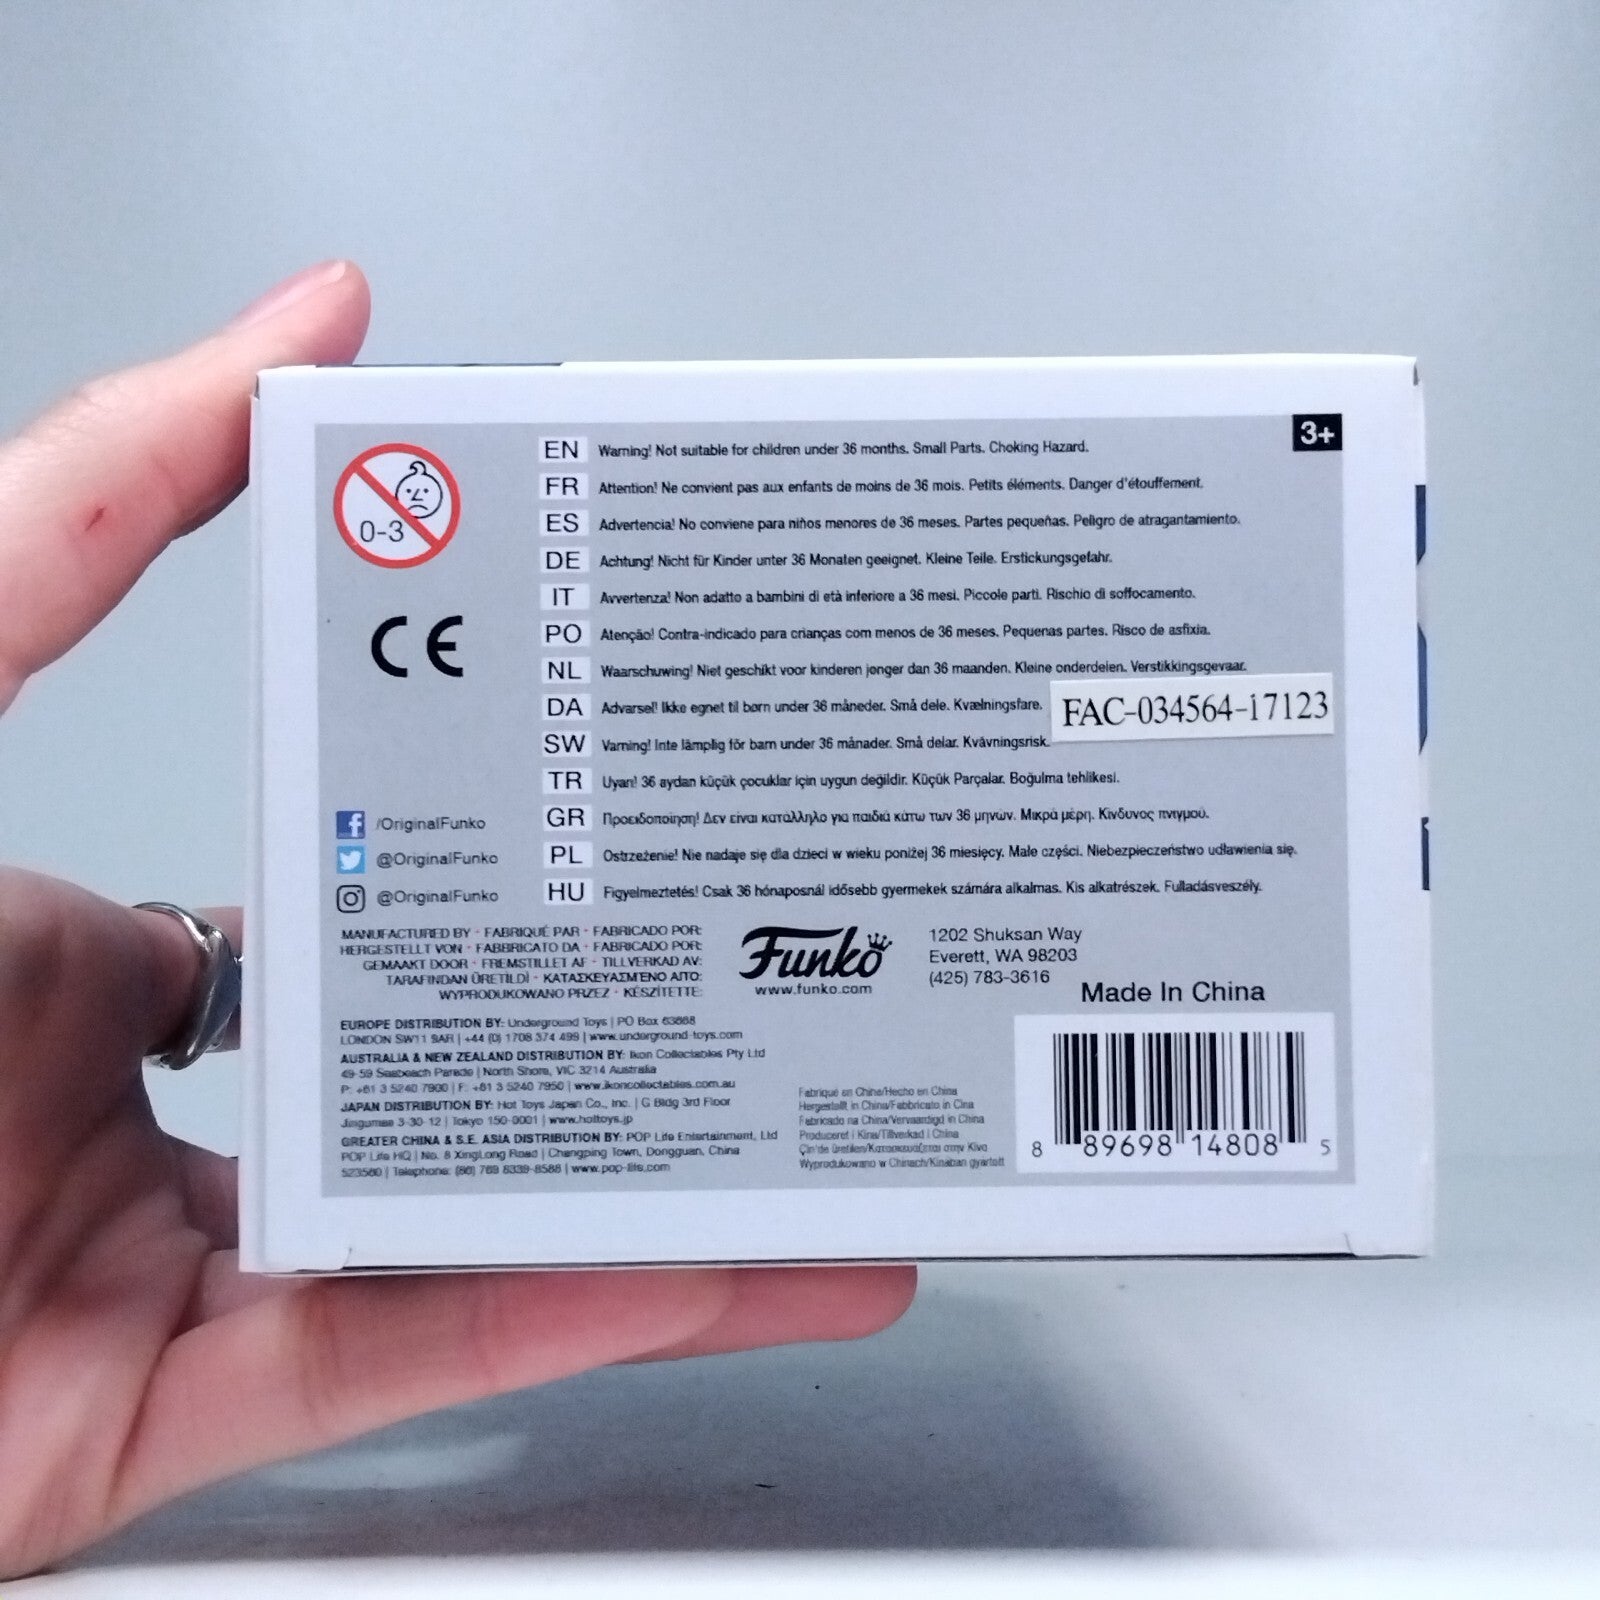 3+
0-3
CE
EN Warning! Not suitable for children under 36 months. Small Parts. Choking Hazard.
FR Attention! Ne convient pas aux enfants de moins de 36 mois. Petits éléments. Danger d'étouffement.
ES Advertencia! No conviene para niños menores de 36 meses. Partes pequeñas. Peligro de atragantamiento.
DE Achtung! Nicht für Kinder unter 36 Monaten geeignet. Kleine Teile. Erstickungsgefahr.
IT Avvertenza! Non adatto a bambini di età inferiore a 36 mesi. Piccole parti. Rischio di soffocamento.
PO Atenção! Contra-indicado para crianças com menos de 36 meses. Pequenas partes. Risco de asfixia.
NL Waarschuwing! Niet geschikt voor kinderen jonger dan 36 maanden. Kleine onderdelen. Verstikkingsgevaar.
DA Advarsel! Ikke egnet til børn under 36 måneder. Små dele. Kvælningsfare.
FAC-034564-17123
SW Varning! Inte lämplig för barn under 36 månader. Små delar. Kvävningsrisk.
TR Uyarı! 36 aydan küçük çocuklar için uygun değildir. Küçük Parçalar. Boğulma tehlikesi.
GR Προειδοποίηση! Δεν είναι κατάλληλο για παιδιά κάτω των 36 μηνών. Μικρά μέρη. Κίνδυνος πνιγμού.
PL Ostrzeżenie! Nie nadaje się dla dzieci w wieku poniżej 36 miesięcy. Małe części. Niebezpieczeństwo udławienia się.
HU Figyelmeztetés! Csak 36 hónaposnál idősebb gyermekek számára alkalmas. Kis alkatrészek. Fulladásveszély.
/OriginalFunko
@OriginalFunko
@OriginalFunko
MANUFACTURED BY · FABRIQUÉ PAR · FABRICADO POR:
HERGESTELLT VON · FABBRICATO DA · FABRICADO POR:
GEMAAKT DOOR · FREMSTILLET AF · TILLVERKAD AV:
TARAFINDAN ÜRETİLDİ · ΚΑΤΑΣΚΕΥΑΣΜΈΝΟ ΑΠΌ:
WYPRODUKOWANO PRZEZ · KÉSZÍTETTE:
Funko
www.funko.com
1202 Shuksan Way
Everett, WA 98203
(425) 783-3616
Made In China
EUROPE DISTRIBUTION BY: Underground Toys | PO Box 63668
LONDON SW11 9AR | +44 (0) 1708 374 499 | www.underground-toys.com
AUSTRALIA & NEW ZEALAND DISTRIBUTION BY: Ikon Collectables Pty Ltd
49-59 Seabeach Parade | North Shore, VIC 3214 Australia
P: +61 3 5240 7900 | F: +61 3 5240 7950 | www.ikoncollectables.com.au
JAPAN DISTRIBUTION BY: Hot Toys Japan Co., Inc. | G Bldg 3rd Floor
Jingumae 3-30-12 | Tokyo 150-0001 | www.hottoys.jp
GREATER CHINA & S.E. ASIA DISTRIBUTION BY: POP Life Entertainment, Ltd
POP Life HQ | No. 8 XingLong Road | Changping Town, Dongguan, China
523560 | Telephone: (86) 769 8339-8588 | www.pop-life.com
Fabriqué en Chine/Hecho en China
Hergestellt in China/Fabbricato in Cina
Fabricado na China/Vervaardigd in China
Produceret i Kina/Tillverkad i China
Çin'de üretilen/Κατασκευάζεται στην Κίνα
Wyprodukowano w Chinach/Kínában gyártott
8 89698 14808 5